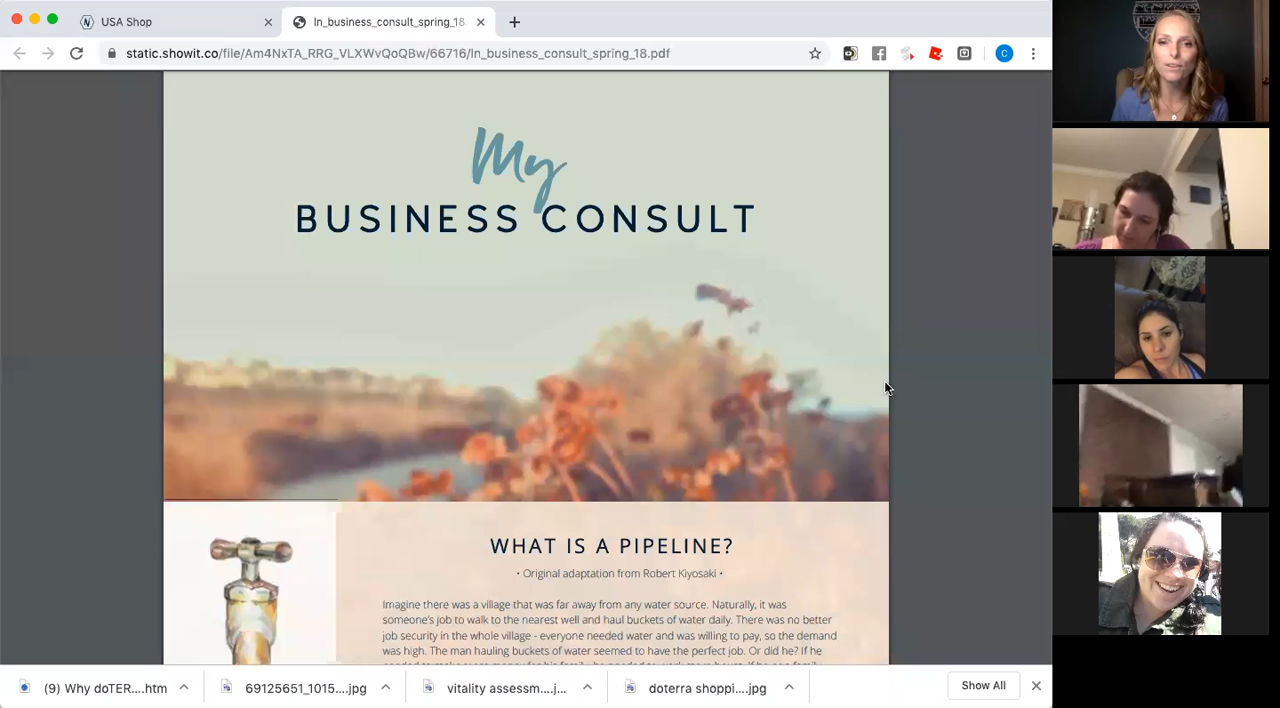 USA Shop
In_business_consult_spring_18.
static.showit.co/file/Am4NxTA_RRG_VLXWvQoQBw/66716/in_business_consult_spring_18.pdf
C
My
BUSINESS CONSULT
WHAT IS A PIPELINE?
• Original adaptation from Robert Kiyosaki •
Imagine there was a village that was far away from any water source. Naturally, it was
someone's job to walk to the nearest well and haul buckets of water daily. There was no better
job security in the whole village - everyone needed water and was willing to pay, so the demand
was high. The man hauling buckets of water seemed to have the perfect job. Or did he? If he
(9) Why doTER....htm
69125651_1015....jpg
vitality assessm....j...
doterra shoppi....jpg
Show All